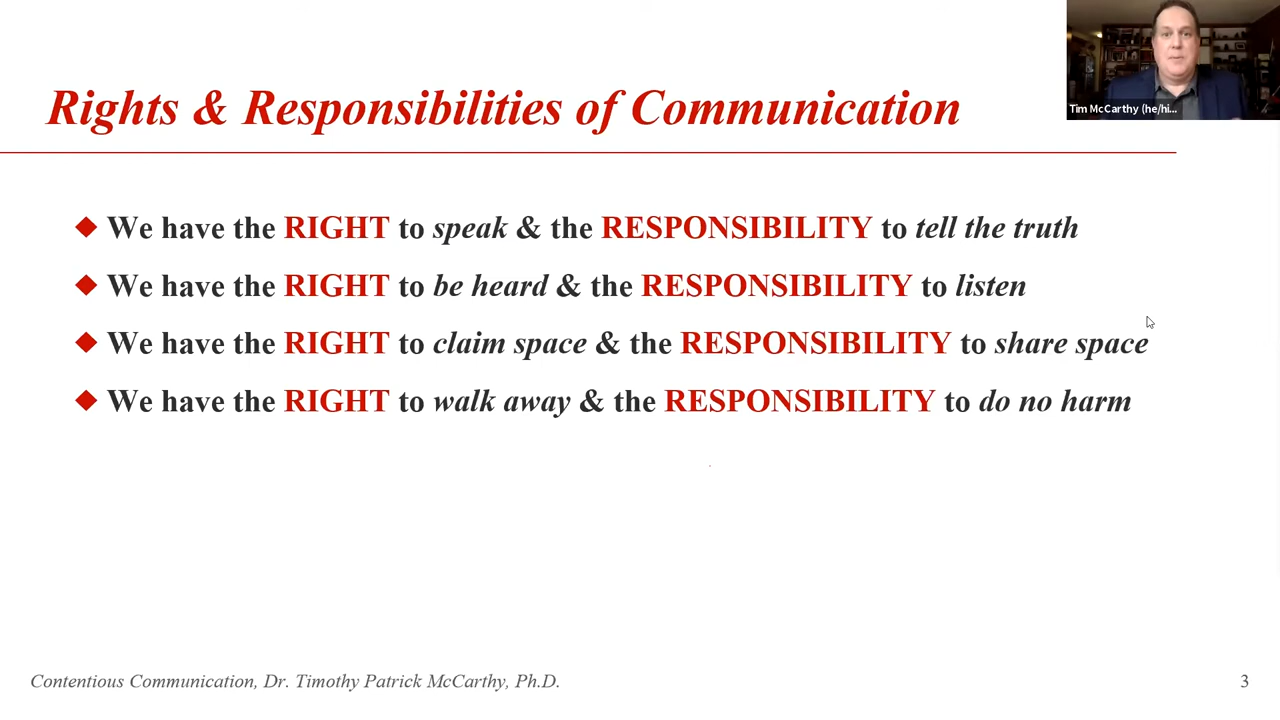 Tim McCarthy (he/hi...
Rights & Responsibilities of Communication
We have the RIGHT to speak & the RESPONSIBILITY to tell the truth
We have the RIGHT to be heard & the RESPONSIBILITY to listen
We have the RIGHT to claim space & the RESPONSIBILITY to share space
We have the RIGHT to walk away & the RESPONSIBILITY to do no harm
Contentious Communication, Dr. Timothy Patrick McCarthy, Ph.D.
3